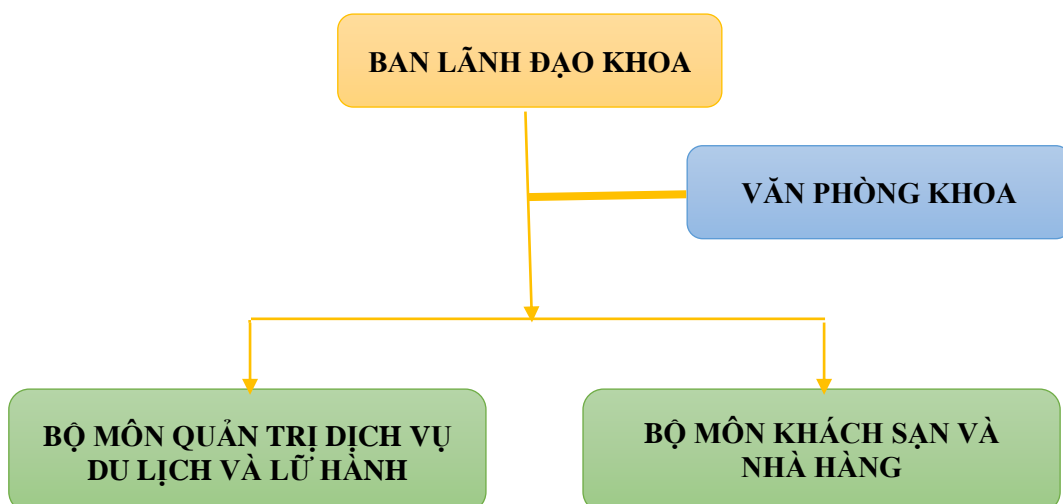 BAN LÃNH ĐẠO KHOA
VĂN PHÒNG KHOA
BỘ MÔN QUẢN TRỊ DỊCH VỤ
DU LỊCH VÀ LỮ HÀNH
BỘ MÔN KHÁCH SẠN VÀ
NHÀ HÀNG